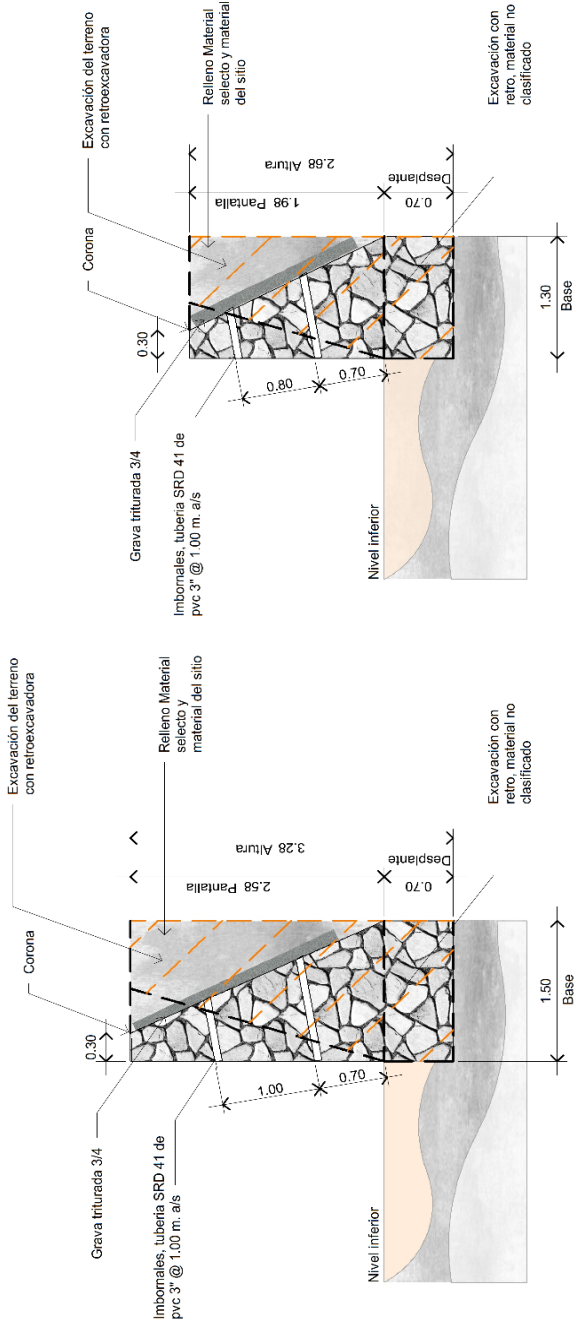 Excavación del terreno
con retroexcavadora
Corona
0.30
Relleno Material
selecto y
material del sitio
Grava triturada 3/4
Imbornales, tuberia SRD 41 de
pvc 3" @ 1.00 m. a/s
1.00
0.70
2.58 Pantalla
3.28 Altura
0.70
Desplante
Nivel inferior
1.50
Base
Excavación con
retro, material no
clasificado
Excavación del terreno
con retroexcavadora
Corona
0.30
Relleno Material
selecto y material
del sitio
Grava triturada 3/4
Imbornales, tuberia SRD 41 de
pvc 3" @ 1.00 m. a/s
0.80
0.70
1.98 Pantalla
2.68 Altura
0.70
Desplante
Nivel inferior
1.30
Base
Excavación con
retro, material no
clasificado